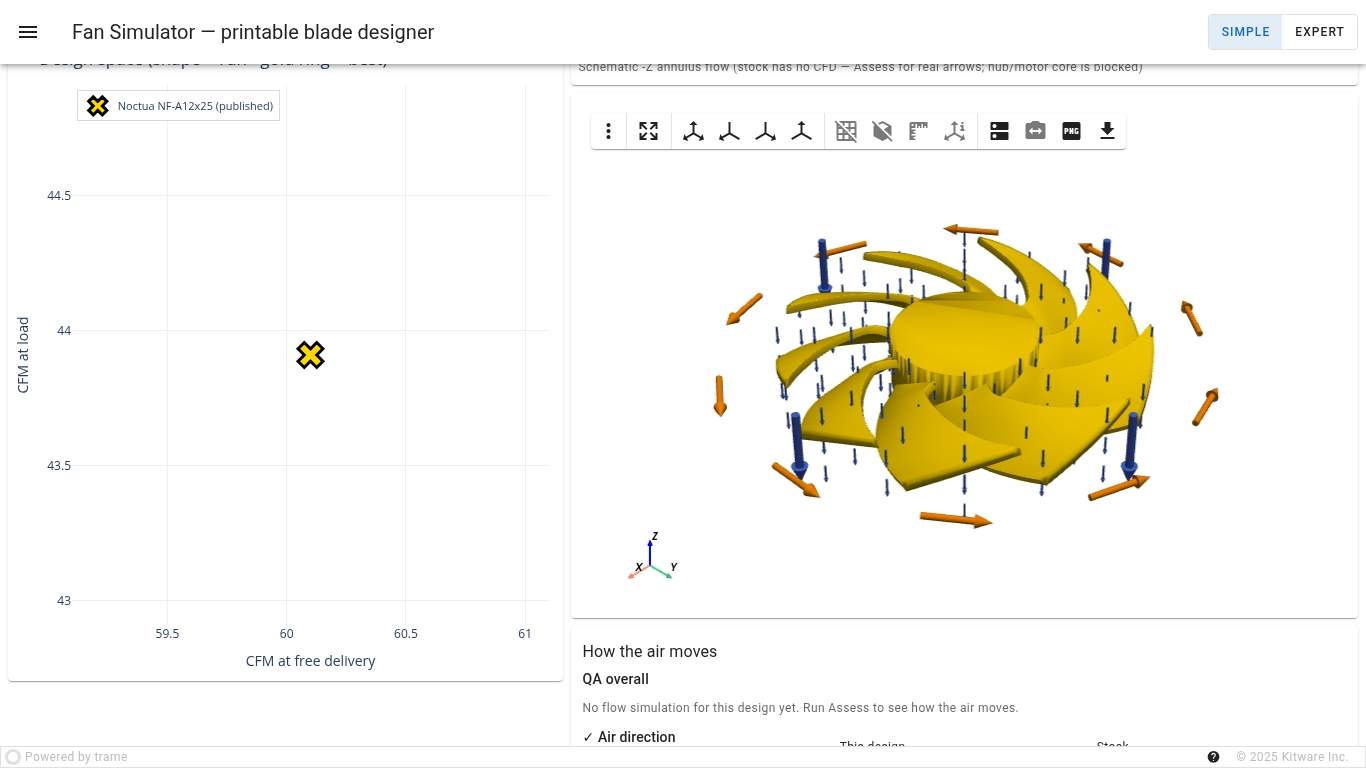 Fan Simulator — printable blade designer
SIMPLE
EXPERT
Noctua NF-A12x25 (published)
44.5
44
43.5
43
59.5
60
60.5
61
CFM at load
CFM at free delivery
Schematic -Z annulus flow (stock has no CFD — Assess for real arrows; hub/motor core is blocked)
PNG
Z
X
Y
How the air moves
QA overall
No flow simulation for this design yet. Run Assess to see how the air moves.
✓ Air direction
This design
Stock
Powered by trame
© 2025 Kitware Inc.